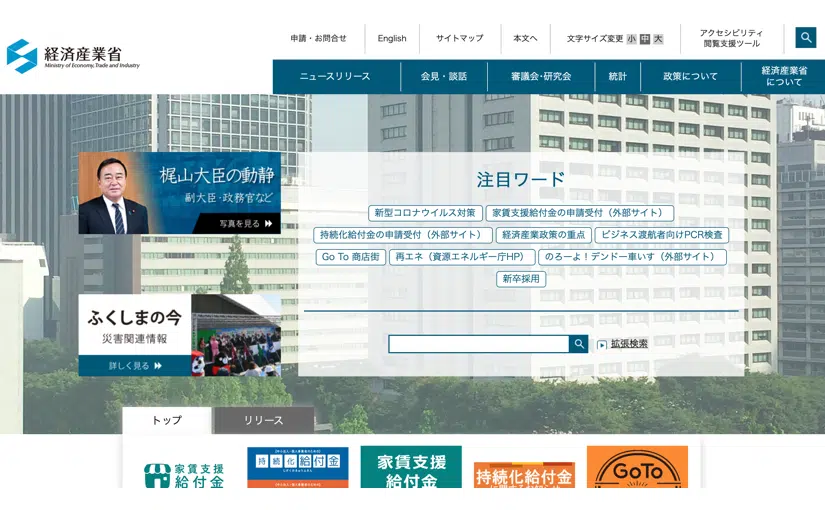 申請・お問合せ
English
サイトマップ
本文へ
文字サイズ変更 小 中 大
アクセシビリティ
閲覧支援ツール
経済産業省
Ministry of Economy, Trade and Industry
ニュースリリース
会見・談話
審議会・研究会
統計
政策について
経済産業省
について
梶山大臣の動静
副大臣・政務官など
写真を見る
注目ワード
新型コロナウイルス対策
家賃支援給付金の申請受付（外部サイト）
持続化給付金の申請受付（外部サイト）
経済産業政策の重点
ビジネス渡航者向けPCR検査
Go To 商店街
再エネ（資源エネルギー庁HP）
のろーよ！デンドー車いす（外部サイト）
新卒採用
ふくしまの今
災害関連情報
詳しく見る
拡張検索
トップ
リリース
家賃支援
給付金
持続化給付金
家賃支援
給付金
持続化給付金
に関するお知らせ
GoTo